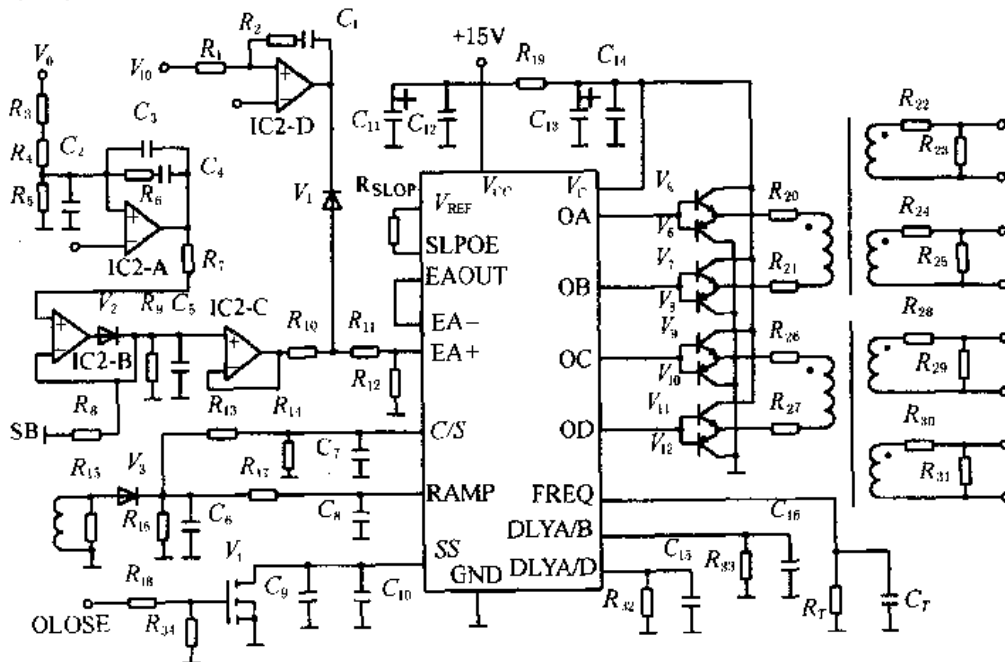 V₀
R₃
R₄
R₅
C₂
C₃
C₄
R₆
IC2-A
R₇
V₁₀
R₁
R₂
C₁
IC2-D
V₁
V₂
R₉
C₅
IC2-B
IC2-C
R₁₀
R₁₁
R₁₂
R₈
SB
R₁₃
R₁₄
R₁₅
V₃
R₁₆
C₆
R₁₇
C₇
C₈
V₁
R₁₈
OLOSE
R₃₄
C₉
C₁₀
+15V
R₁₉
C₁₁
C₁₂
C₁₃
C₁₄
RSLOP
VCC
VC
VREF
SLPOE
EAOUT
EA−
EA+
C/S
RAMP
SS
GND
OA
OB
OC
OD
FREQ
DLYA/B
DLYA/D
V₆
V₇
V₈
V₉
V₁₀
V₁₁
V₁₂
R₂₀
R₂₁
R₂₆
R₂₇
R₂₂
R₂₃
R₂₄
R₂₅
R₂₈
R₂₉
R₃₀
R₃₁
C₁₅
C₁₆
R₃₂
R₃₃
R_T
C_T